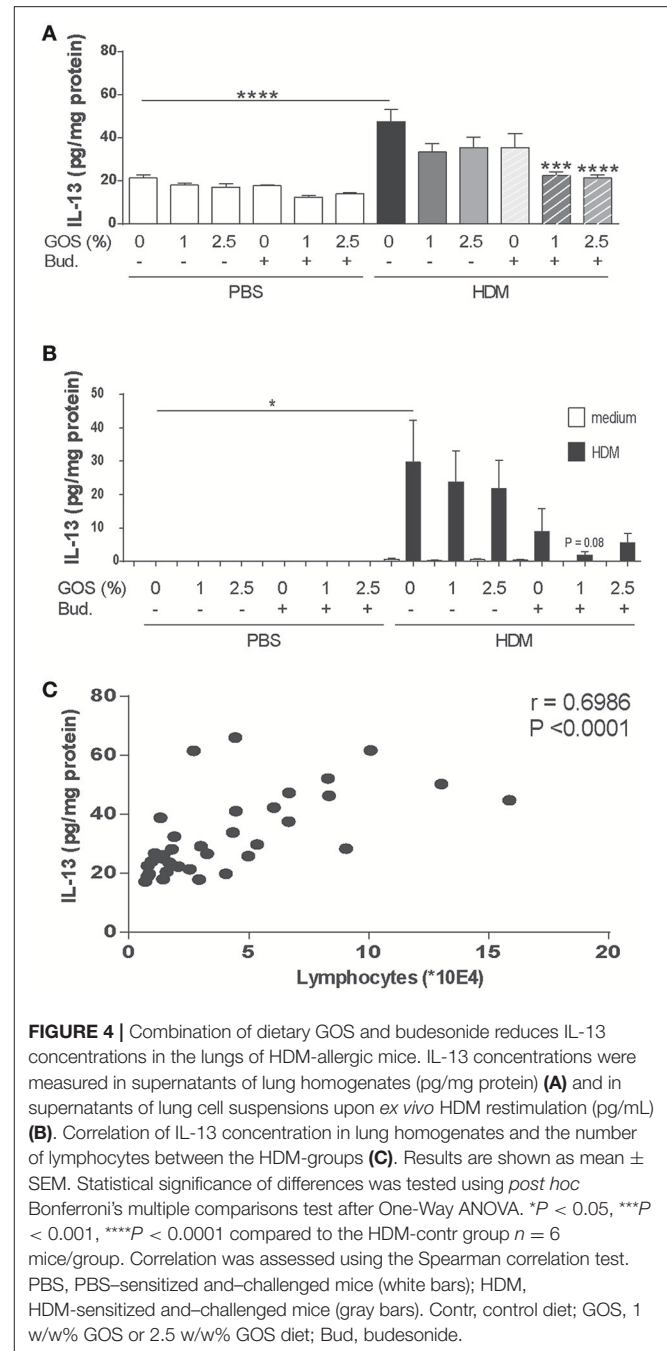 A
80
60
40
20
0
IL-13 (pg/mg protein)
****
***
****
GOS (%) 0 1 2.5 0 1 2.5 0 1 2.5 0 1 2.5
Bud. - - - + + + - - - + + +
PBS HDM
B
50
40
30
20
10
0
IL-13 (pg/mg protein)
*
medium
HDM
P = 0.08
GOS (%) 0 1 2.5 0 1 2.5 0 1 2.5 0 1 2.5
Bud. - - - + + + - - - + + +
PBS HDM
C
80
60
40
20
0
IL-13 (pg/mg protein)
r = 0.6986
P <0.0001
0 5 10 15 20
Lymphocytes (*10E4)
FIGURE 4 | Combination of dietary GOS and budesonide reduces IL-13
concentrations in the lungs of HDM-allergic mice. IL-13 concentrations were
measured in supernatants of lung homogenates (pg/mg protein) (A) and in
supernatants of lung cell suspensions upon ex vivo HDM restimulation (pg/mL)
(B). Correlation of IL-13 concentration in lung homogenates and the number
of lymphocytes between the HDM-groups (C). Results are shown as mean ±
SEM. Statistical significance of differences was tested using post hoc
Bonferroni's multiple comparisons test after One-Way ANOVA. *P < 0.05, ***P
< 0.001, ****P < 0.0001 compared to the HDM-contr group n = 6
mice/group. Correlation was assessed using the Spearman correlation test.
PBS, PBS–sensitized and–challenged mice (white bars); HDM,
HDM-sensitized and–challenged mice (gray bars). Contr, control diet; GOS, 1
w/w% GOS or 2.5 w/w% GOS diet; Bud, budesonide.